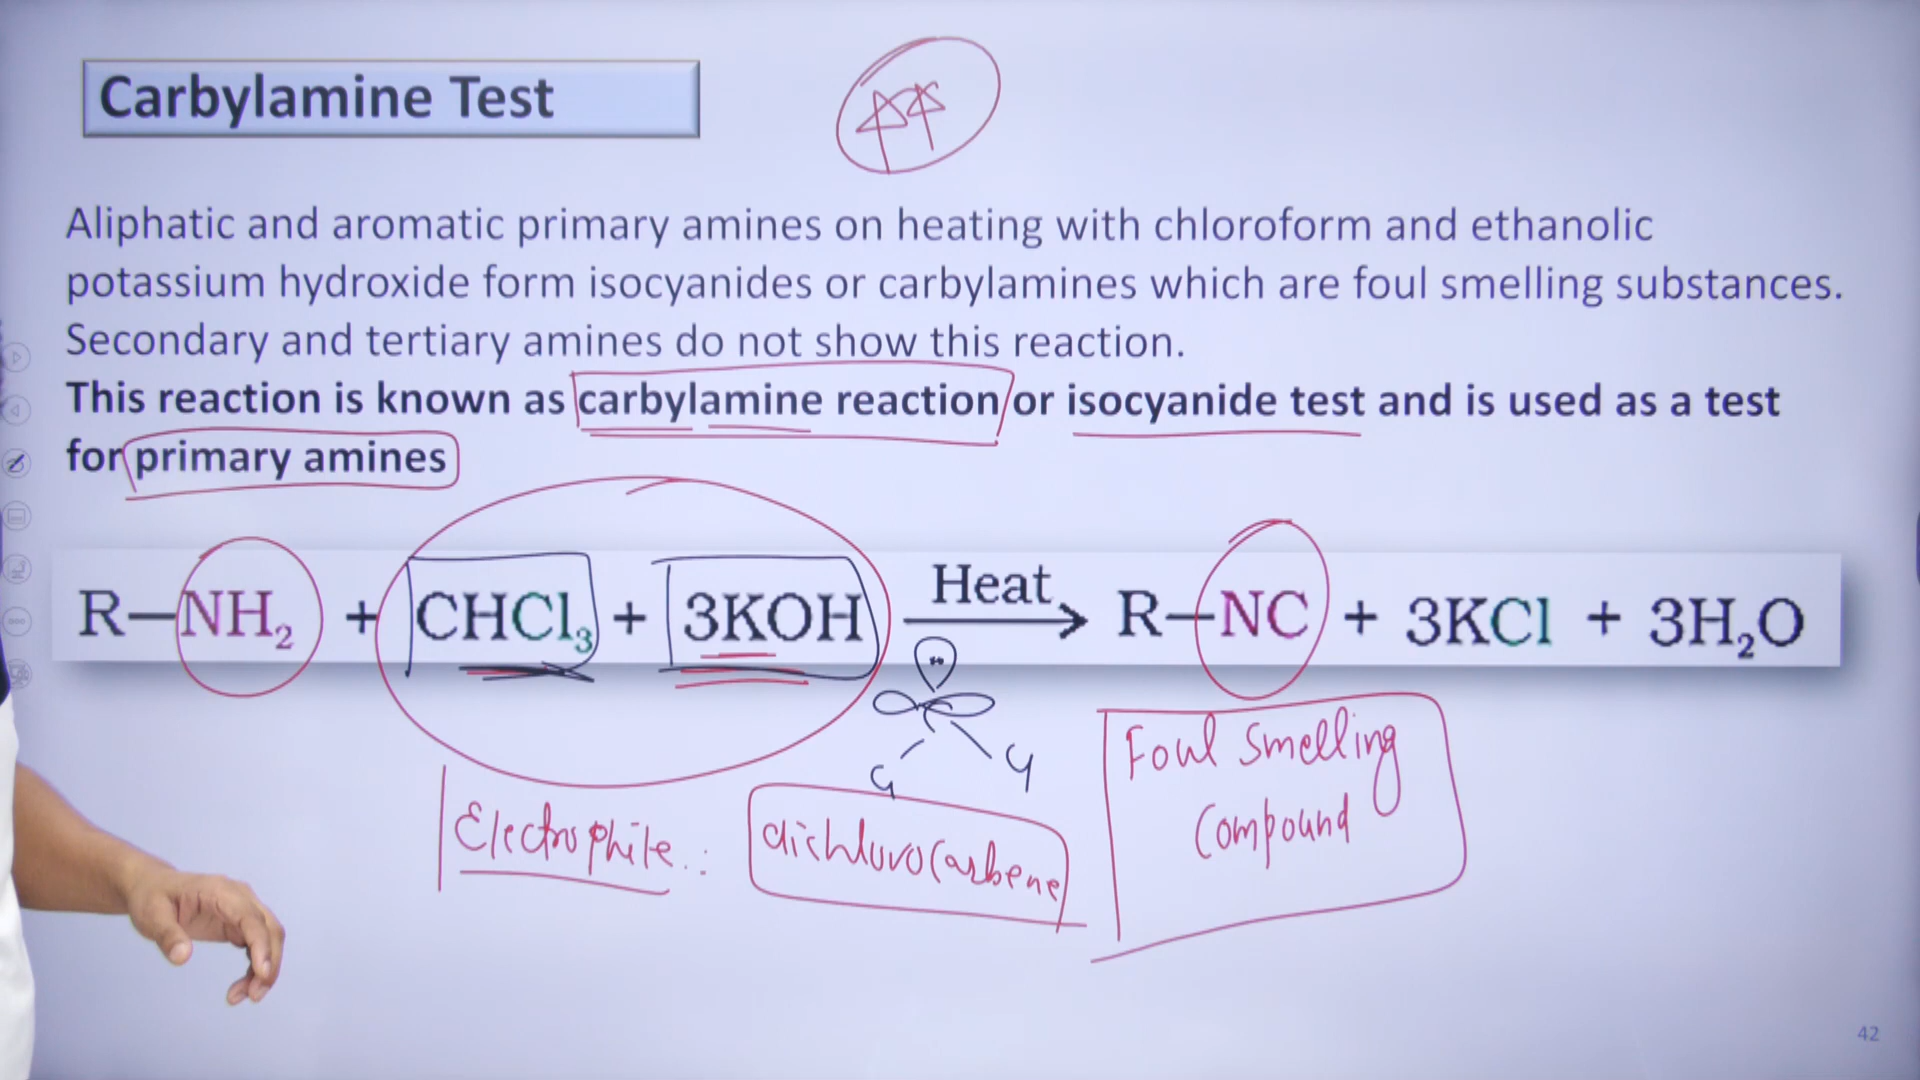 Carbylamine Test
Aliphatic and aromatic primary amines on heating with chloroform and ethanolic
potassium hydroxide form isocyanides or carbylamines which are foul smelling substances.
Secondary and tertiary amines do not show this reaction.
This reaction is known as carbylamine reaction or isocyanide test and is used as a test
for primary amines
R—NH₂ + CHCl₃ + 3KOH Heat R—NC + 3KCl + 3H₂O
Cl Cl
Foul Smelling
Compound
Electrophile : dichlorocarbene
42